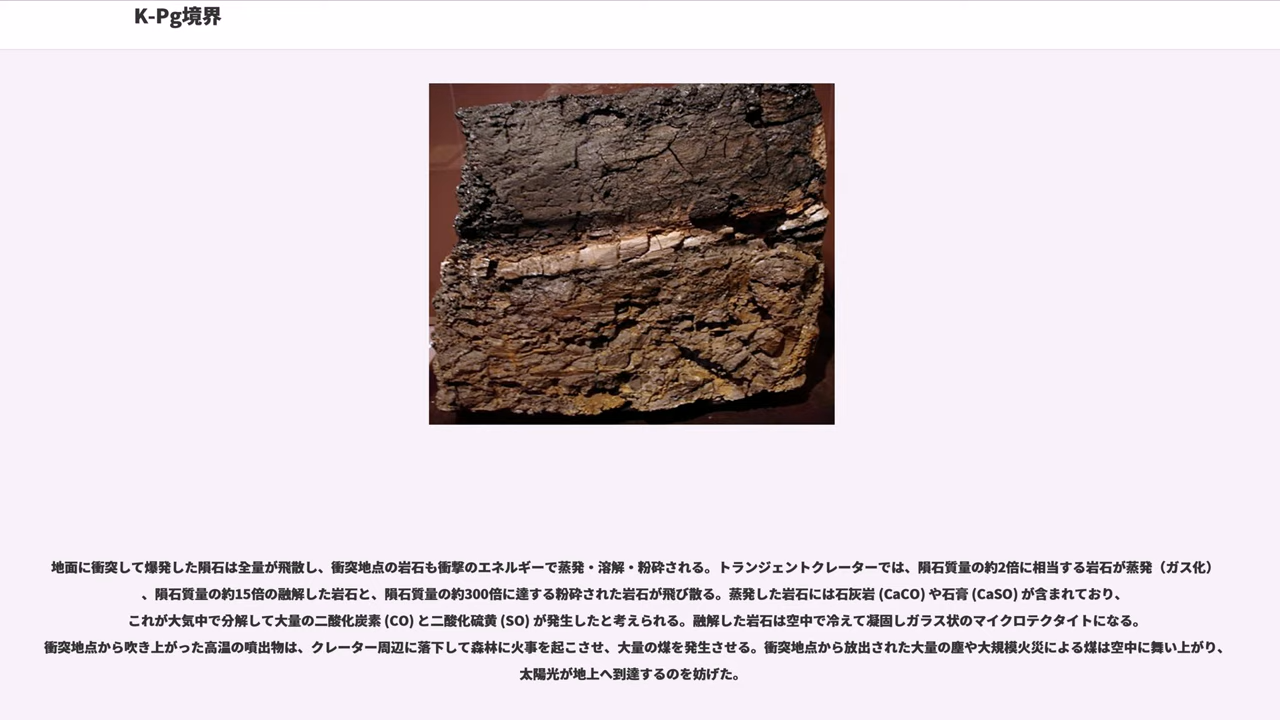 K-Pg境界
地面に衝突して爆発した隕石は全量が飛散し、衝突地点の岩石も衝撃のエネルギーで蒸発・溶解・粉砕される。トランジェントクレーターでは、隕石質量の約2倍に相当する岩石が蒸発（ガス化）
、隕石質量の約15倍の融解した岩石と、隕石質量の約300倍に達する粉砕された岩石が飛び散る。蒸発した岩石には石灰岩 (CaCO) や石膏 (CaSO) が含まれており、
これが大気中で分解して大量の二酸化炭素 (CO) と二酸化硫黄 (SO) が発生したと考えられる。融解した岩石は空中で冷えて凝固しガラス状のマイクロテクタイトになる。
衝突地点から吹き上がった高温の噴出物は、クレーター周辺に落下して森林に火事を起こさせ、大量の煤を発生させる。衝突地点から放出された大量の塵や大規模火災による煤は空中に舞い上がり、
太陽光が地上へ到達するのを妨げた。